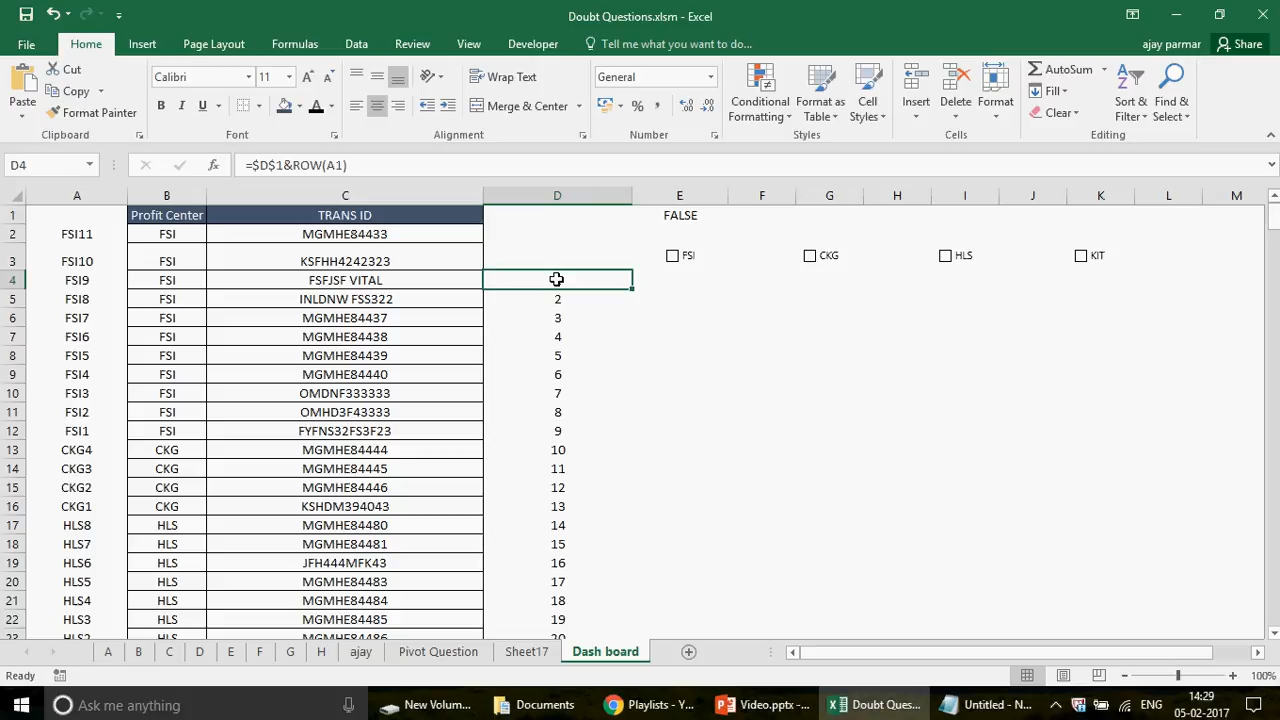 Doubt Questions.xlsm - Excel
File Home Insert Page Layout Formulas Data Review View Developer Tell me what you want to do... ajay parmar Share
Paste Cut Copy Format Painter Calibri 11 Wrap Text Merge & Center General Conditional Formatting Formatas Table Cell Styles Insert Delete Format AutoSum Fill Clear Sort & Filter Find & Select
Clipboard Font Alignment Number Styles Cells Editing
D4 fx =$D$1&ROW(A1)
A B C D E F G H I J K L M
1 Profit Center TRANS ID FALSE
2 FSI11 FSI MGMHE84433
3 FSI10 FSI KSFHH4242323 FSI CKG HLS KIT
4 FSI9 FSI FSFJSF VITAL
5 FSI8 FSI INLDNW FSS322 2
6 FSI7 FSI MGMHE84437 3
7 FSI6 FSI MGMHE84438 4
8 FSI5 FSI MGMHE84439 5
9 FSI4 FSI MGMHE84440 6
10 FSI3 FSI OMDNF333333 7
11 FSI2 FSI OMHD3F43333 8
12 FSI1 FSI FYFNS32FS3F23 9
13 CKG4 CKG MGMHE84444 10
14 CKG3 CKG MGMHE84445 11
15 CKG2 CKG MGMHE84446 12
16 CKG1 CKG KSHDM394043 13
17 HLS8 HLS MGMHE84480 14
18 HLS7 HLS MGMHE84481 15
19 HLS6 HLS JFH444MFK43 16
20 HLS5 HLS MGMHE84483 17
21 HLS4 HLS MGMHE84484 18
22 HLS3 HLS MGMHE84485 19
23 HLS2 HLS MGMHE84486 20
A B C D E F G H ajay Pivot Question Sheet17 Dash board
Ready 100%
Ask me anything New Volum... Documents Playlists - Y... Video.pptx -... Doubt Ques... Untitled - N... ENG 14:29
05-02-2017